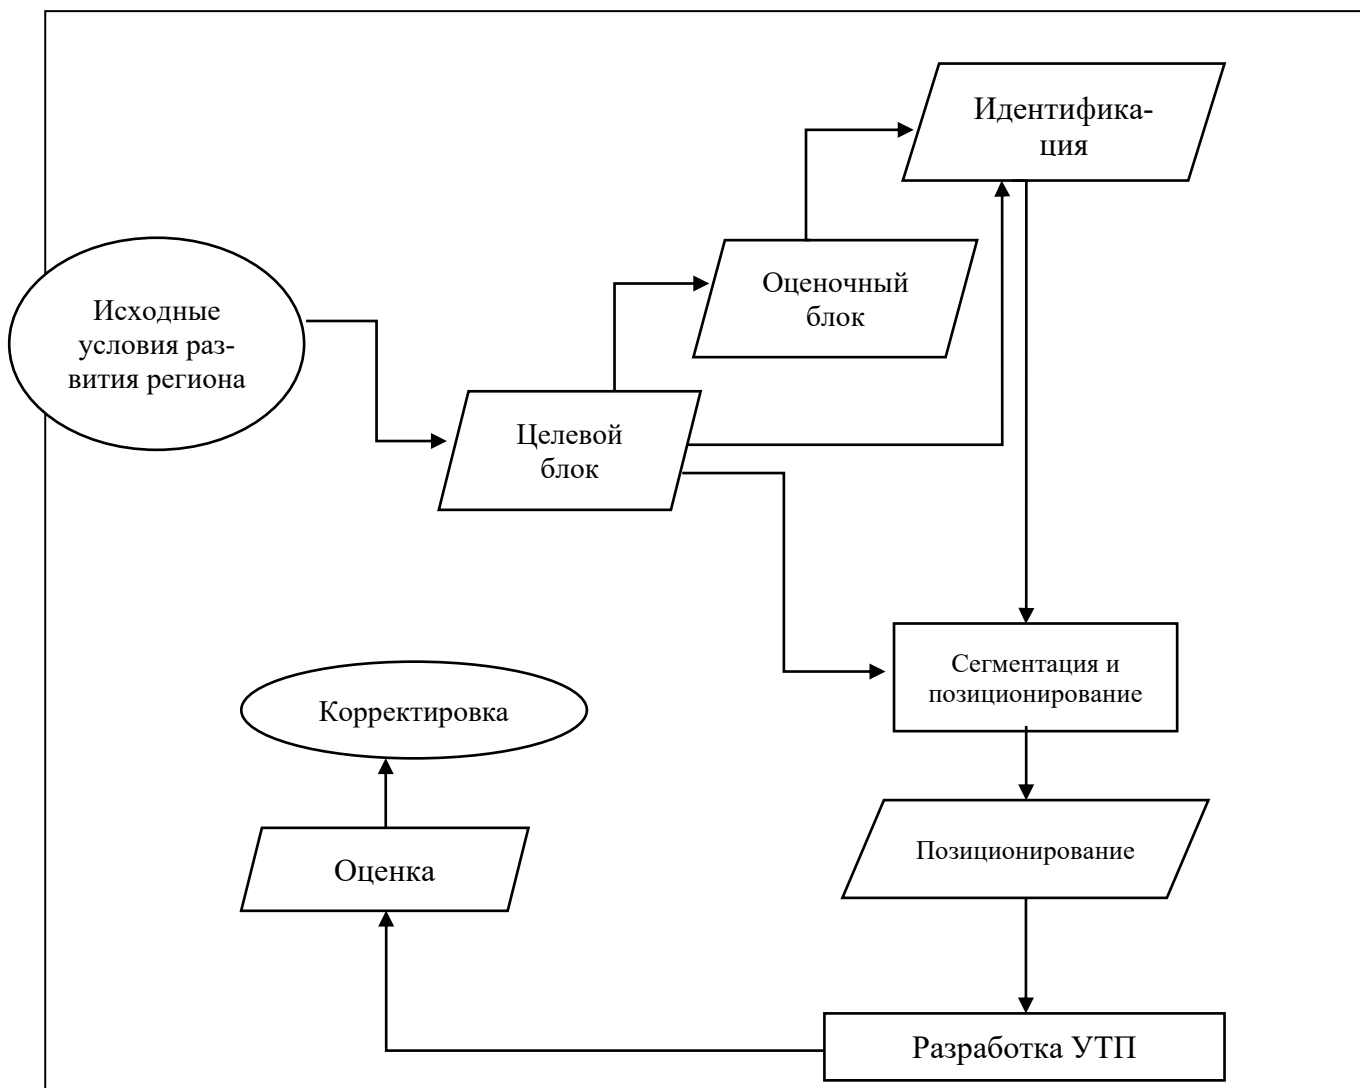 Идентифика-
ция
Оценочный
блок
Исходные
условия раз-
вития региона
Целевой
блок
Сегментация и
позиционирование
Корректировка
Позиционирование
Оценка
Разработка УТП